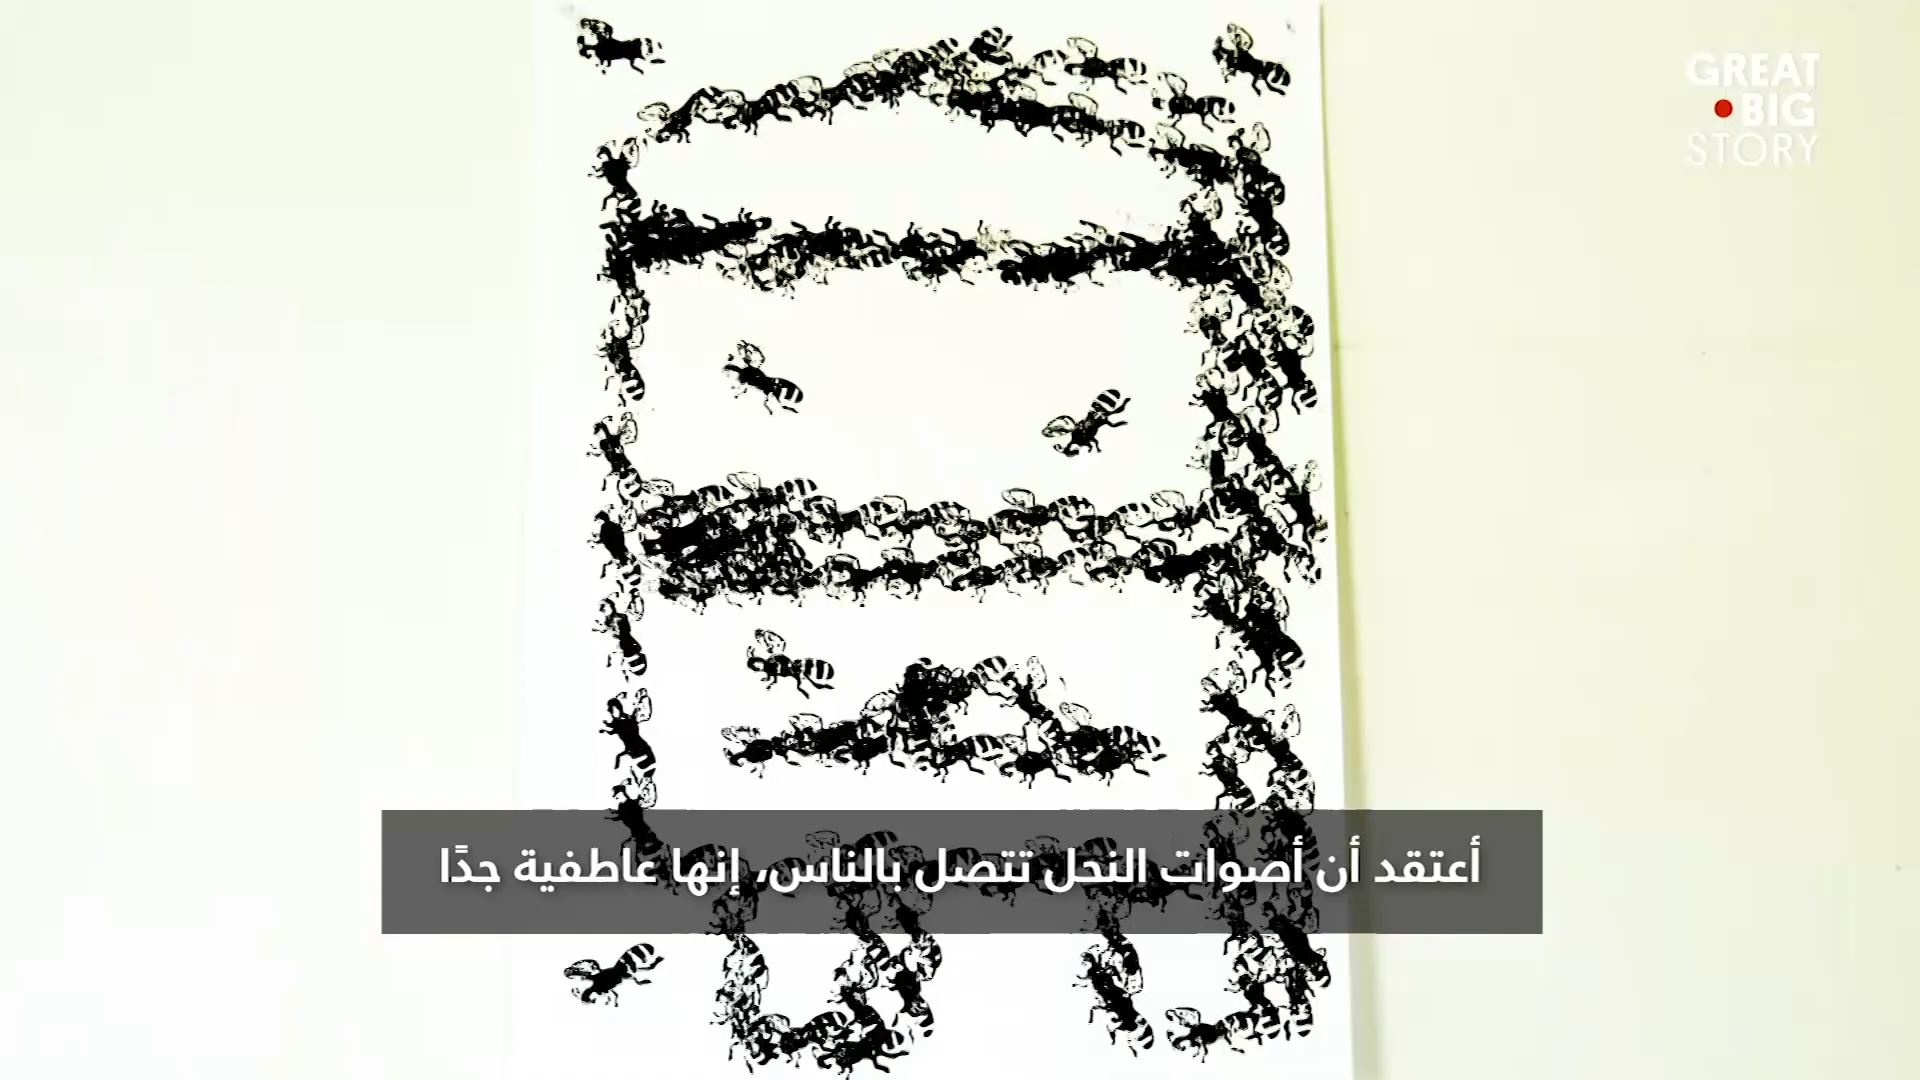 GREAT
BIG
STORY
أعتقد أن أصوات النحل تتصل بالناس، إنها عاطفية جدًا